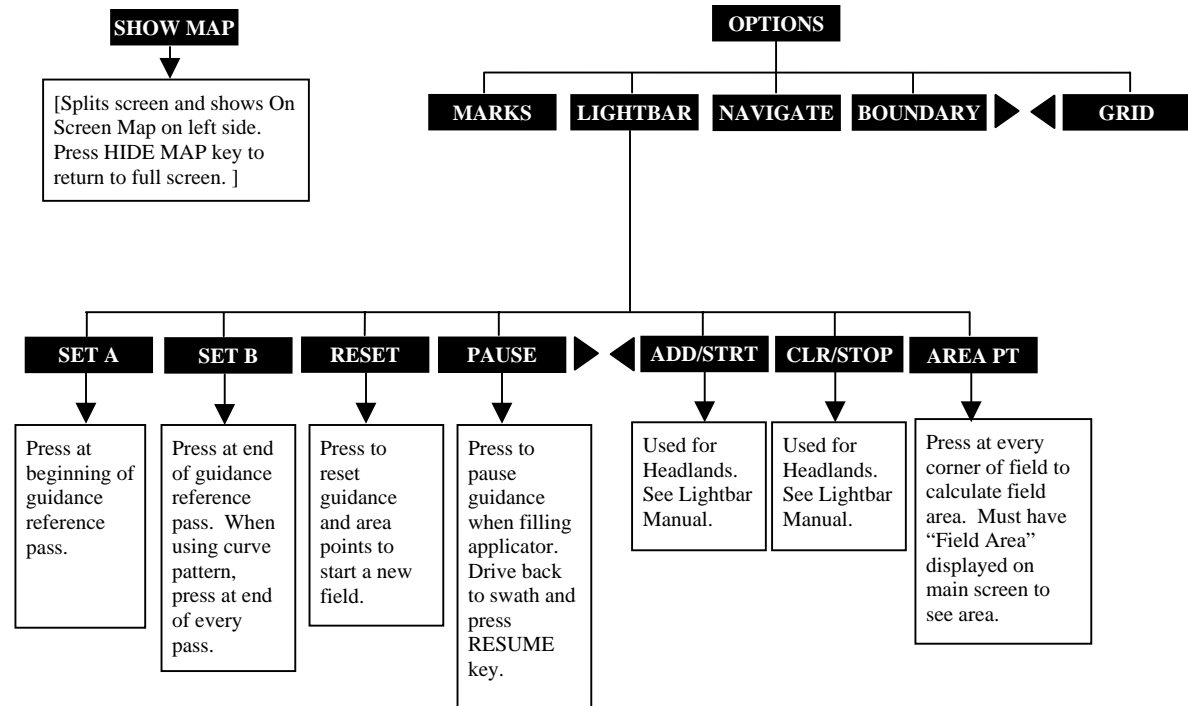 SHOW MAP
[Splits screen and shows On
Screen Map on left side.
Press HIDE MAP key to
return to full screen. ]
OPTIONS
MARKS
LIGHTBAR
NAVIGATE
BOUNDARY
GRID
SET A
SET B
RESET
PAUSE
ADD/STRT
CLR/STOP
AREA PT
Press at
beginning of
guidance
reference
pass.
Press at end
of guidance
reference
pass.  When
using curve
pattern,
press at end
of every
pass.
Press to
reset
guidance
and area
points to
start a new
field.
Press to
pause
guidance
when filling
applicator.
Drive back
to swath and
press
RESUME
key.
Used for
Headlands.
See Lightbar
Manual.
Used for
Headlands.
See Lightbar
Manual.
Press at every
corner of field to
calculate field
area.  Must have
“Field Area”
displayed on
main screen to
see area.